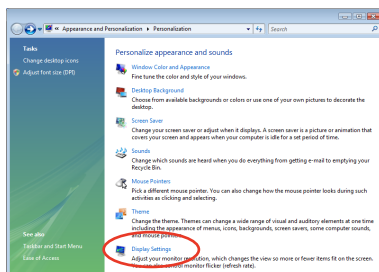 « Appearance and Personalization ▸ Personalization
Search
Tasks
Change desktop icons
Adjust font size (DPI)
Personalize appearance and sounds
Window Color and Appearance
Fine tune the color and style of your windows.
Desktop Background
Choose from available backgrounds or colors or use one of your own pictures to decorate the
desktop.
Screen Saver
Change your screen saver or adjust when it displays. A screen saver is a picture or animation that
covers your screen and appears when your computer is idle for a set period of time.
Sounds
Change which sounds are heard when you do everything from getting e-mail to emptying your
Recycle Bin.
Mouse Pointers
Pick a different mouse pointer. You can also change how the mouse pointer looks during such
activities as clicking and selecting.
Theme
Change the theme. Themes can change a wide range of visual and auditory elements at one time
including the appearance of menus, icons, backgrounds, screen savers, some computer sounds,
and mouse pointers.
See also
Taskbar and Start Menu
Ease of Access
Display Settings
Adjust your monitor resolution, which changes the view so more or fewer items fit on the screen.
You can also control monitor flicker (refresh rate).